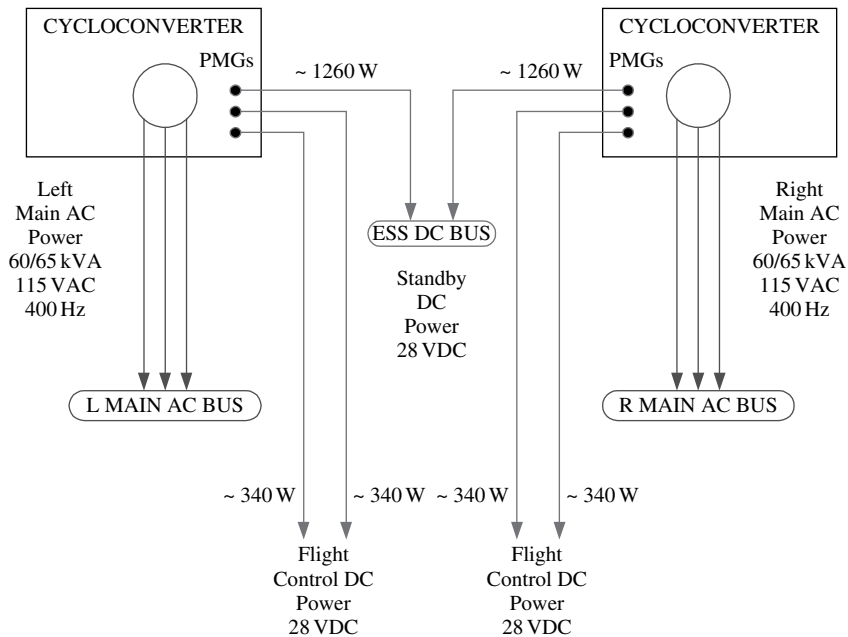 CYCLOCONVERTER
PMGs
~ 1260 W
~ 1260 W
CYCLOCONVERTER
PMGs
Left
Main AC
Power
60/65 kVA
115 VAC
400 Hz
ESS DC BUS
Standby
DC
Power
28 VDC
Right
Main AC
Power
60/65 kVA
115 VAC
400 Hz
L MAIN AC BUS
R MAIN AC BUS
~ 340 W
~ 340 W
~ 340 W
~ 340 W
Flight
Control DC
Power
28 VDC
Flight
Control DC
Power
28 VDC